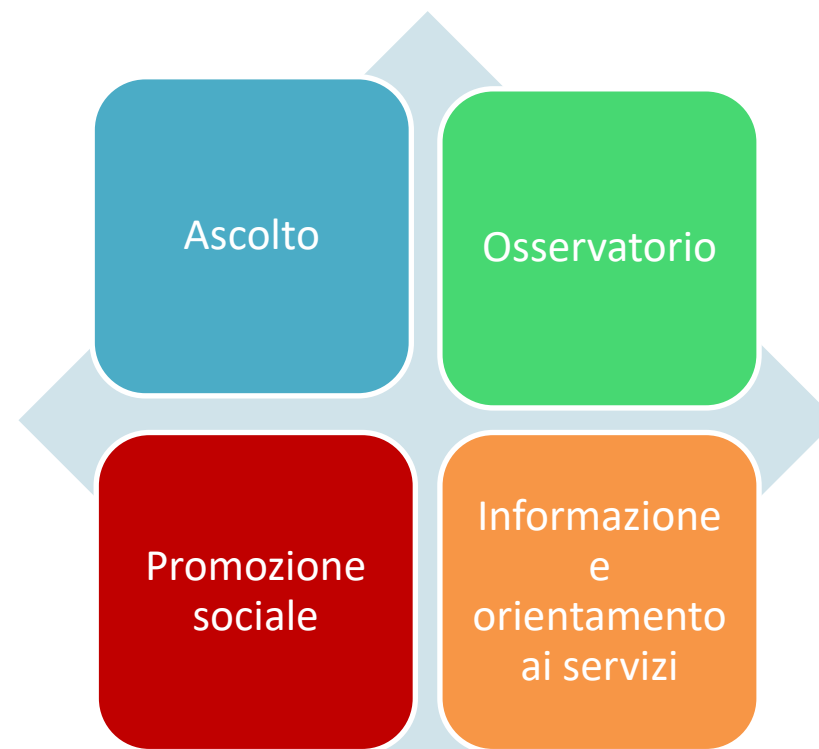 Ascolto
Osservatorio
Promozione
sociale
Informazione
e
orientamento
ai servizi